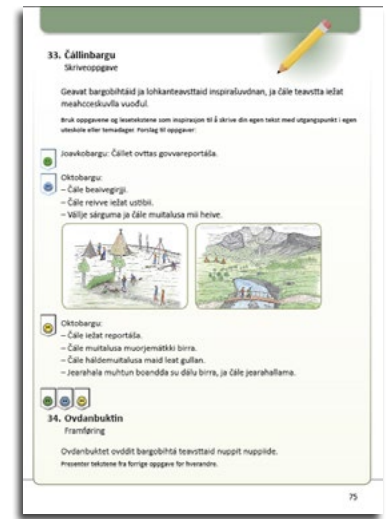 33. Čállinbargu
Skriveoppgave
Geavat bargobihtáid ja lohkanteavsttaid inspirašuvdnan, ja čále teavstta iežat
meahcceskuvlla vuođul.
Bruk oppgavene og lesetekstene som inspirasjon til å skrive din egen tekst med utgangspunkt i egen
uteskole eller temadager. Forslag til oppgaver:
Joavkobargu: Čállet ovttas govvareportáša.
Oktobargu:
– Čále beaivegirjji.
– Čále reivve iežat ustibii.
– Vállje sárguma ja čále muitalusa mii heive.
Oktobargu:
– Čále iežat reportáša.
– Čále muitalusa muorjemátkki birra.
– Čále háldemuitalusa maid leat gullan.
– Jearahala muhtun boandda su dálu birra, ja čále jearahallama.
34. Ovdanbuktin
Framføring
Ovdanbuktet ovddit bargobihtá teavsttaid nuppit nuppiide.
Presenter tekstene fra forrige oppgave for hverandre.
75